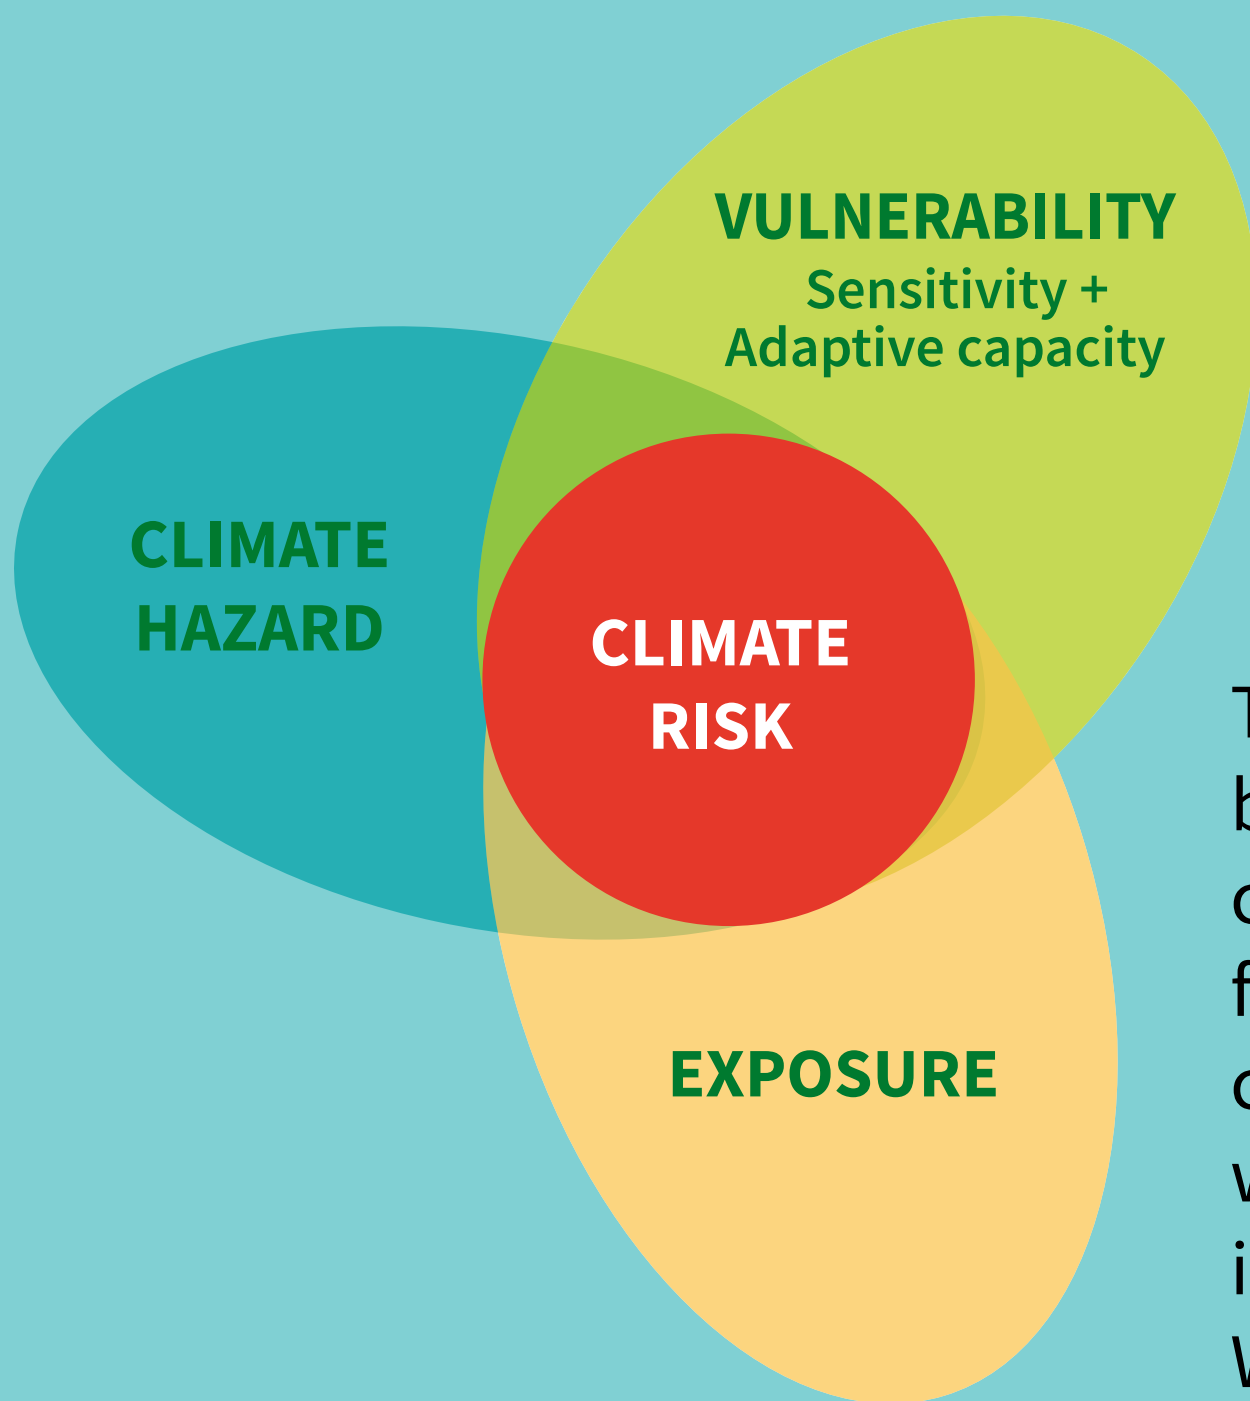 VULNERABILITY
Sensitivity +
Adaptive capacity
CLIMATE
HAZARD
CLIMATE
RISK
EXPOSURE